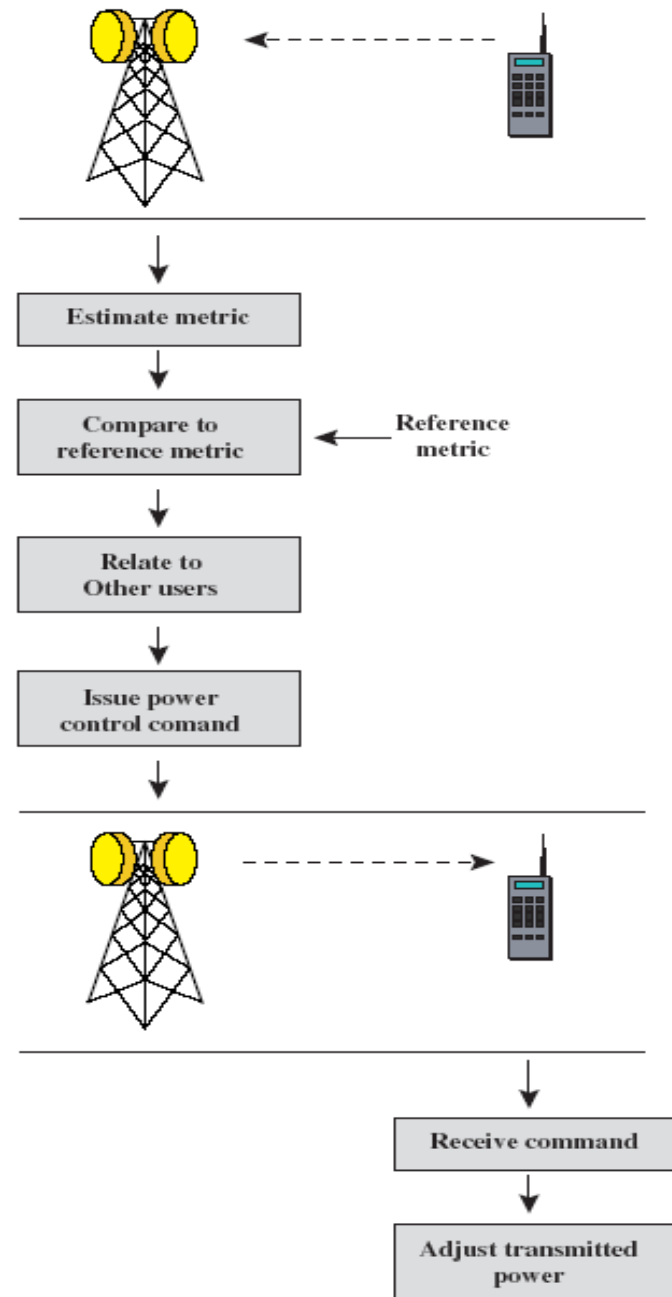 Estimate metric
Compare to
reference metric
Reference
metric
Relate to
Other users
Issue power
control comand
Receive command
Adjust transmitted
power